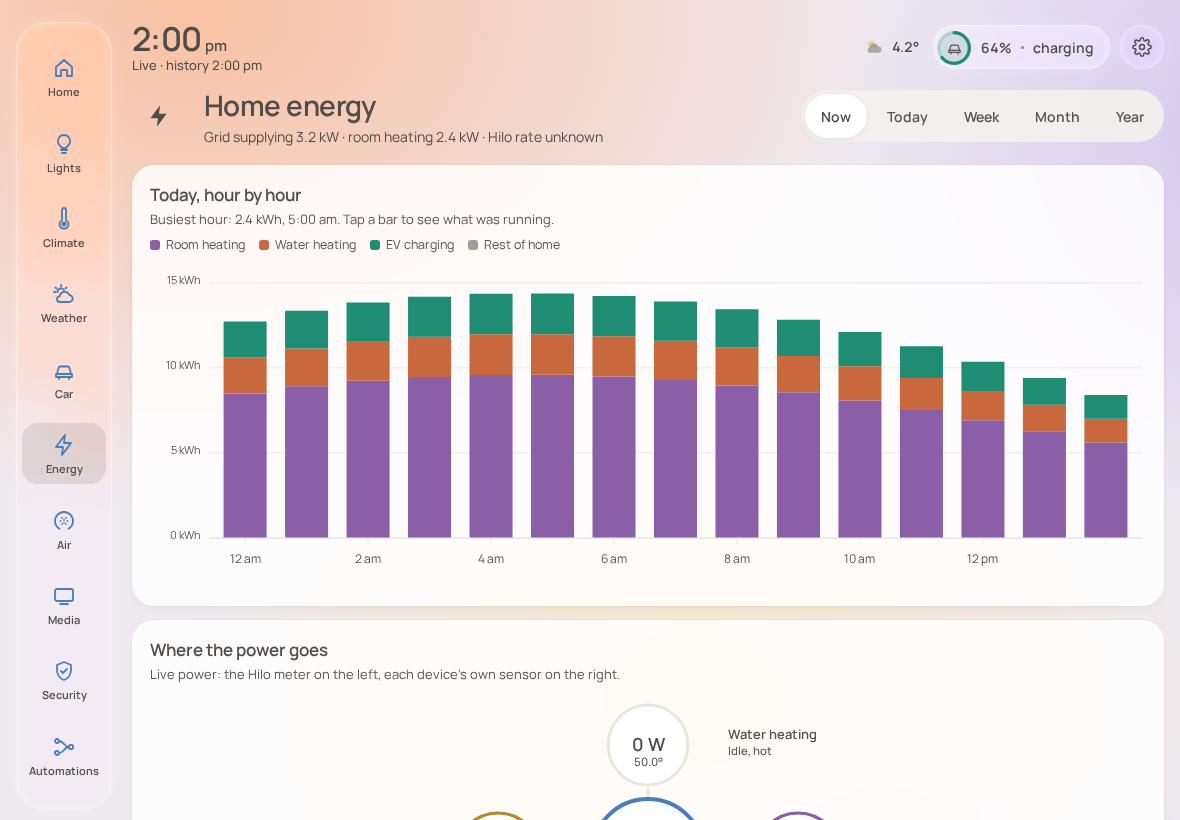 2:00 pm
Live · history 2:00 pm
4.2°
64% · charging
Home
Lights
Climate
Weather
Car
Energy
Air
Media
Security
Automations
Home energy
Grid supplying 3.2 kW · room heating 2.4 kW · Hilo rate unknown
Now Today Week Month Year
Today, hour by hour
Busiest hour: 2.4 kWh, 5:00 am. Tap a bar to see what was running.
Room heating Water heating EV charging Rest of home
15 kWh
10 kWh
5 kWh
0 kWh
12 am 2 am 4 am 6 am 8 am 10 am 12 pm
Where the power goes
Live power: the Hilo meter on the left, each device's own sensor on the right.
0 W
50.0°
Water heating
Idle, hot